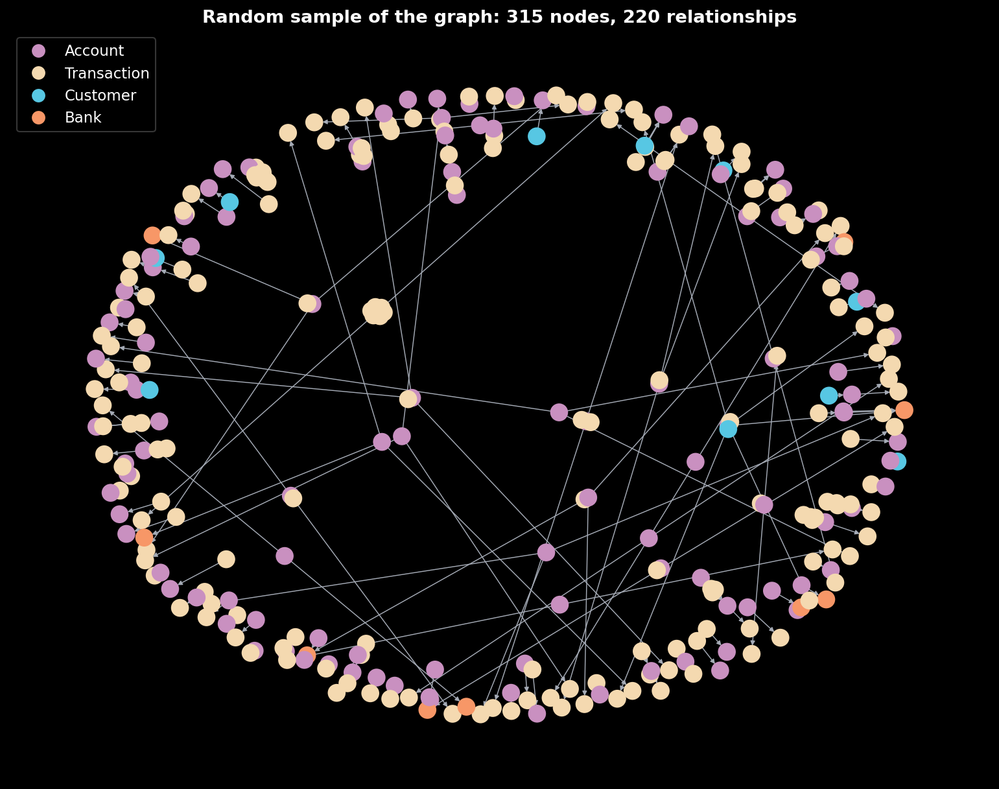 Random sample of the graph: 315 nodes, 220 relationships
Account
Transaction
Customer
Bank